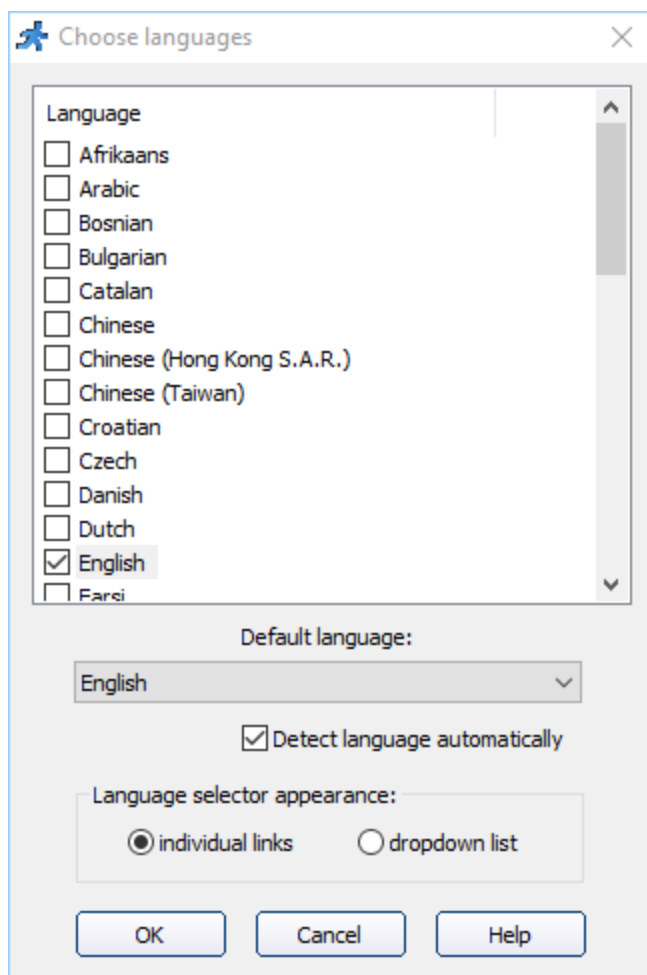 Choose languages
Language
Afrikaans
Arabic
Bosnian
Bulgarian
Catalan
Chinese
Chinese (Hong Kong S.A.R.)
Chinese (Taiwan)
Croatian
Czech
Danish
Dutch
English
Farsi
Default language:
English
Detect language automatically
Language selector appearance:
individual links dropdown list
OK Cancel Help